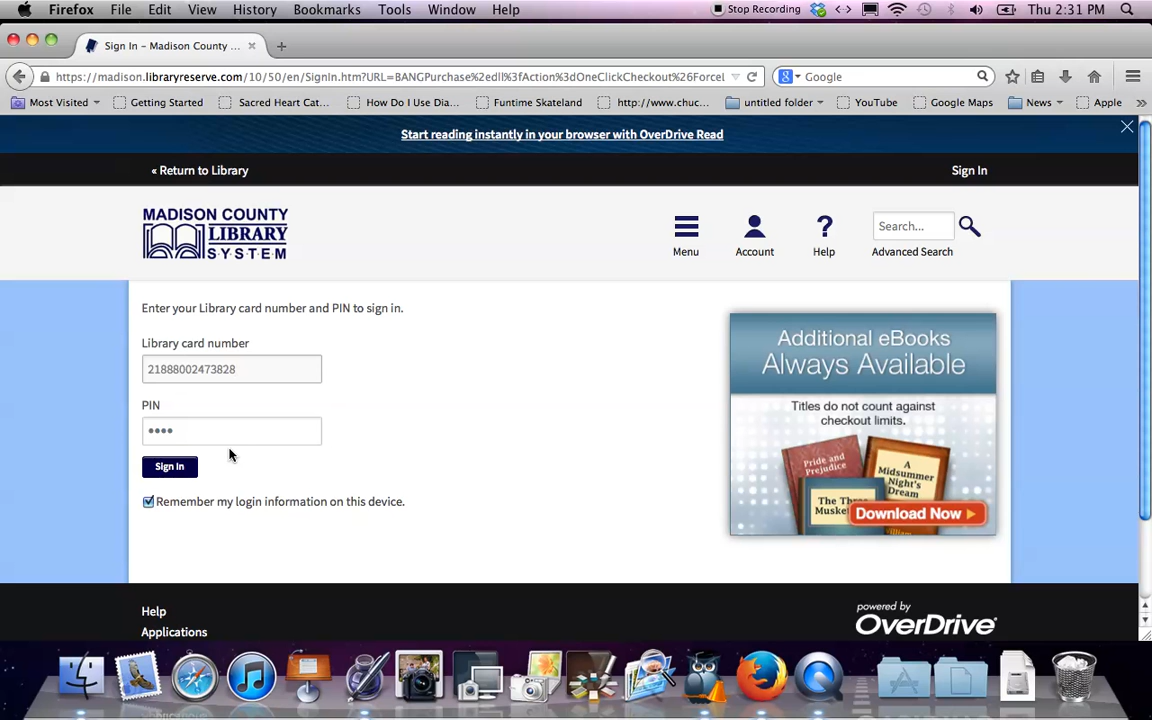 Firefox File Edit View History Bookmarks Tools Window Help Stop Recording Thu 2:31 PM
Sign In – Madison County ...
https://madison.libraryreserve.com/10/50/en/SignIn.htm?URL=BANGPurchase%2edll%3fAction%3dOneClickCheckout%26Forcel Google
Most Visited Getting Started Sacred Heart Cat... How Do I Use Dia... Funtime Skateland http://www.chuc... untitled folder YouTube Google Maps News Apple »
Start reading instantly in your browser with OverDrive Read
« Return to Library Sign In
MADISON COUNTY
LIBRARY
SYSTEM
Menu Account Help Search... Advanced Search
Enter your Library card number and PIN to sign in.
Library card number
21888002473828
PIN
••••
Sign In
Remember my login information on this device.
Additional eBooks
Always Available
Titles do not count against
checkout limits.
Pride and
Prejudice
A
Midsummer
Night's
Dream
The Three
Musket
William
Download Now
Help
Applications
powered by
OverDrive